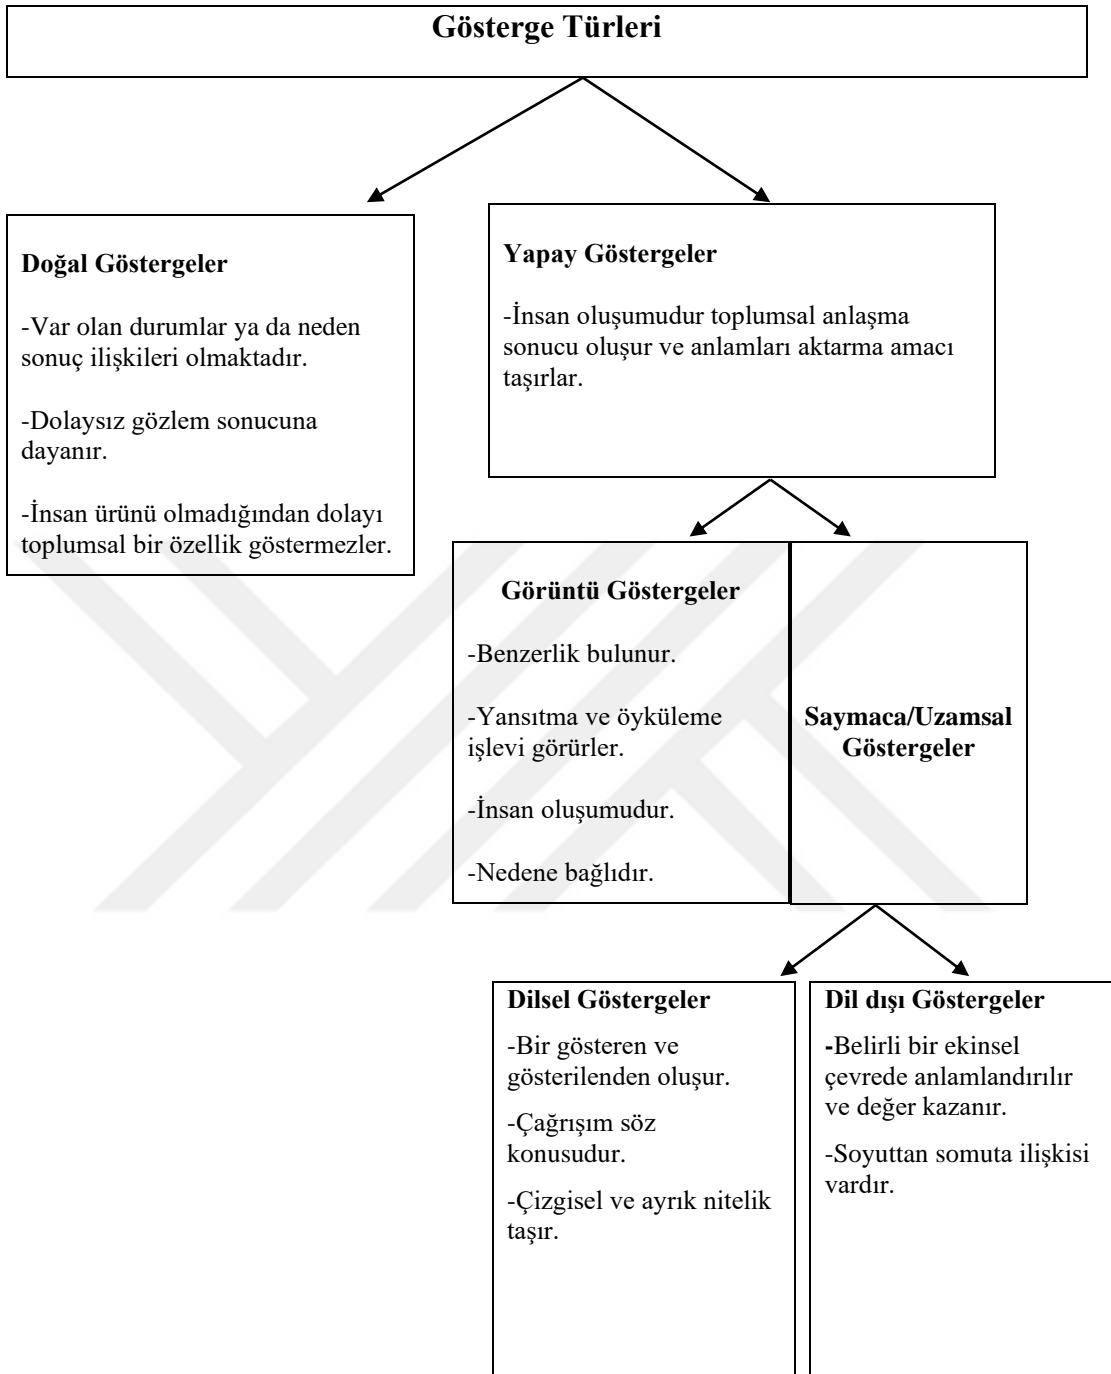 Gösterge Türleri
Doğal Göstergeler
-Var olan durumlar ya da neden
sonuç ilişkileri olmaktadır.
-Dolaysız gözlem sonucuna
dayanır.
-İnsan ürünü olmadığından dolayı
toplumsal bir özellik göstermezler.
Yapay Göstergeler
-İnsan oluşumudur toplumsal anlaşma
sonucu oluşur ve anlamları aktarma amacı
taşırlar.
Görüntü Göstergeler
-Benzerlik bulunur.
-Yansıtma ve öyküleme
işlevi görürler.
-İnsan oluşumudur.
-Nedene bağlıdır.
Saymaca/Uzamsal
Göstergeler
Dilsel Göstergeler
-Bir gösteren ve
gösterilenden oluşur.
-Çağrışım söz
konusudur.
-Çizgisel ve ayrık nitelik
taşır.
Dil dışı Göstergeler
-Belirli bir ekinsel
çevrede anlamlandırılır
ve değer kazanır.
-Soyuttan somuta ilişkisi
vardır.